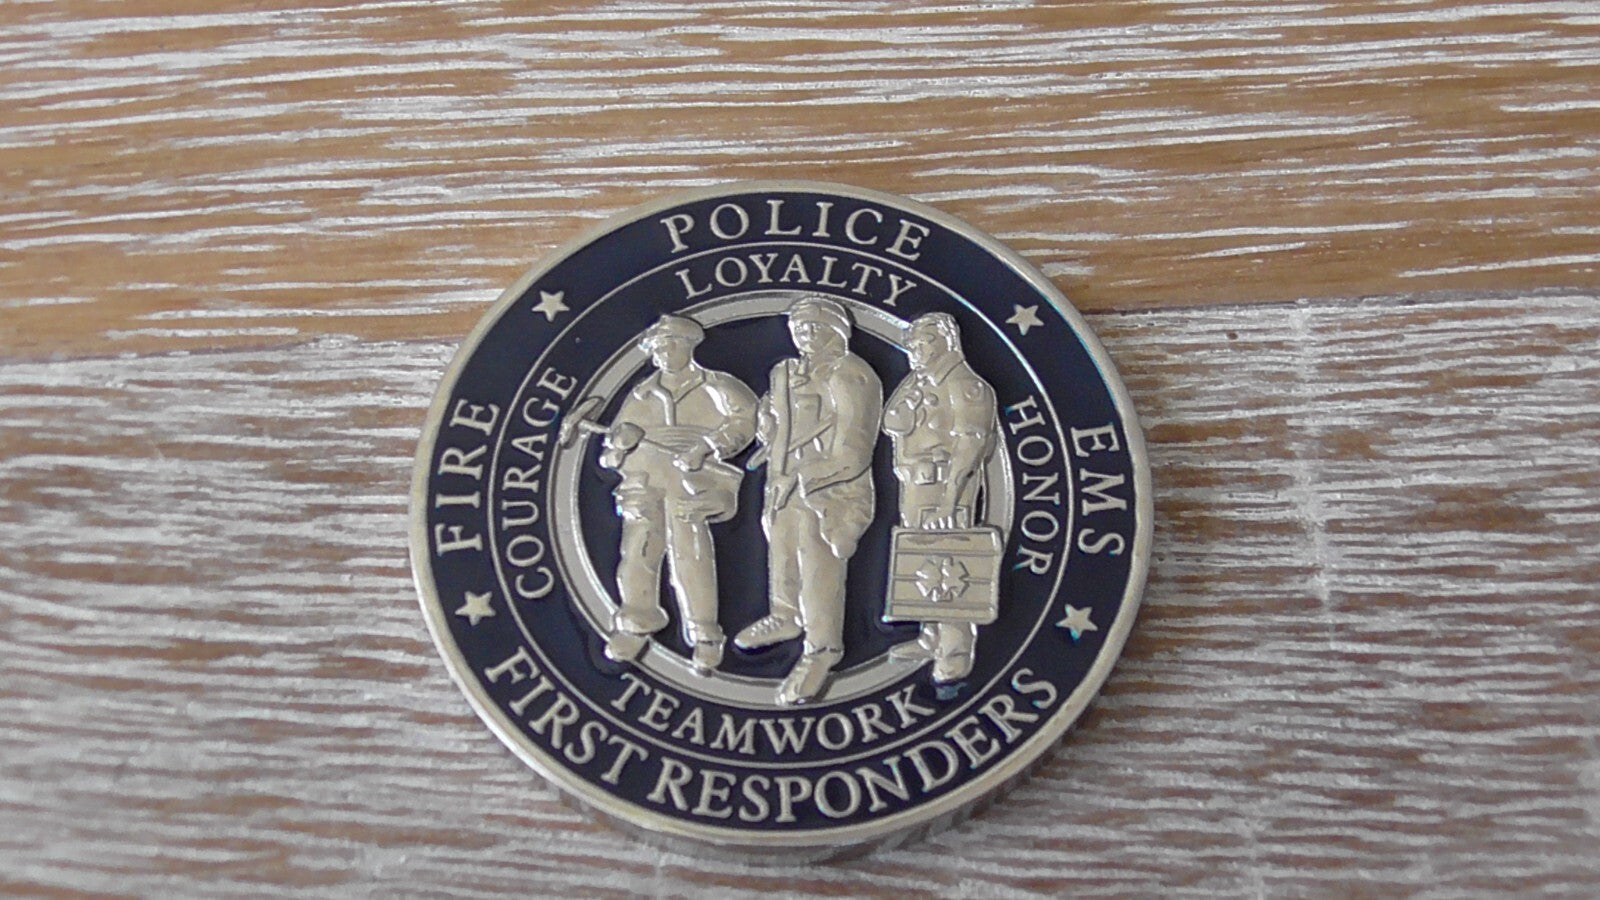 POLICE
FIRE
EMS
FIRST RESPONDERS
LOYALTY
COURAGE
HONOR
TEAMWORK